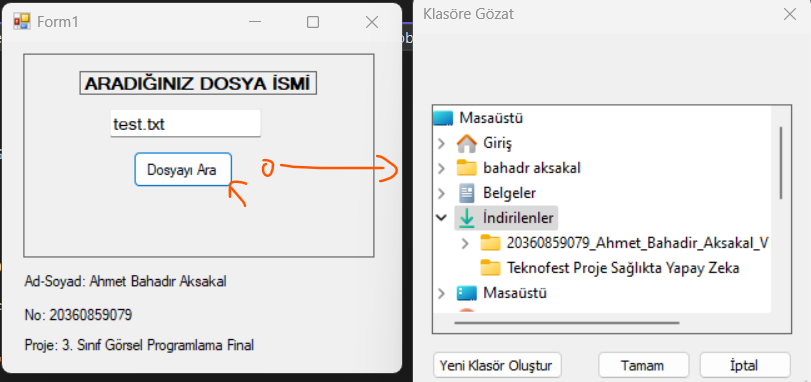 Form1
ARADIĞINIZ DOSYA İSMİ
test.txt
Dosyayı Ara
Ad-Soyad: Ahmet Bahadır Aksakal
No: 20360859079
Proje: 3. Sınıf Görsel Programlama Final
Klasöre Gözat
Masaüstü
Giriş
bahadr aksakal
Belgeler
İndirilenler
20360859079_Ahmet_Bahadir_Aksakal_V
Teknofest Proje Sağlıkta Yapay Zeka
Masaüstü
Yeni Klasör Oluştur
Tamam
İptal